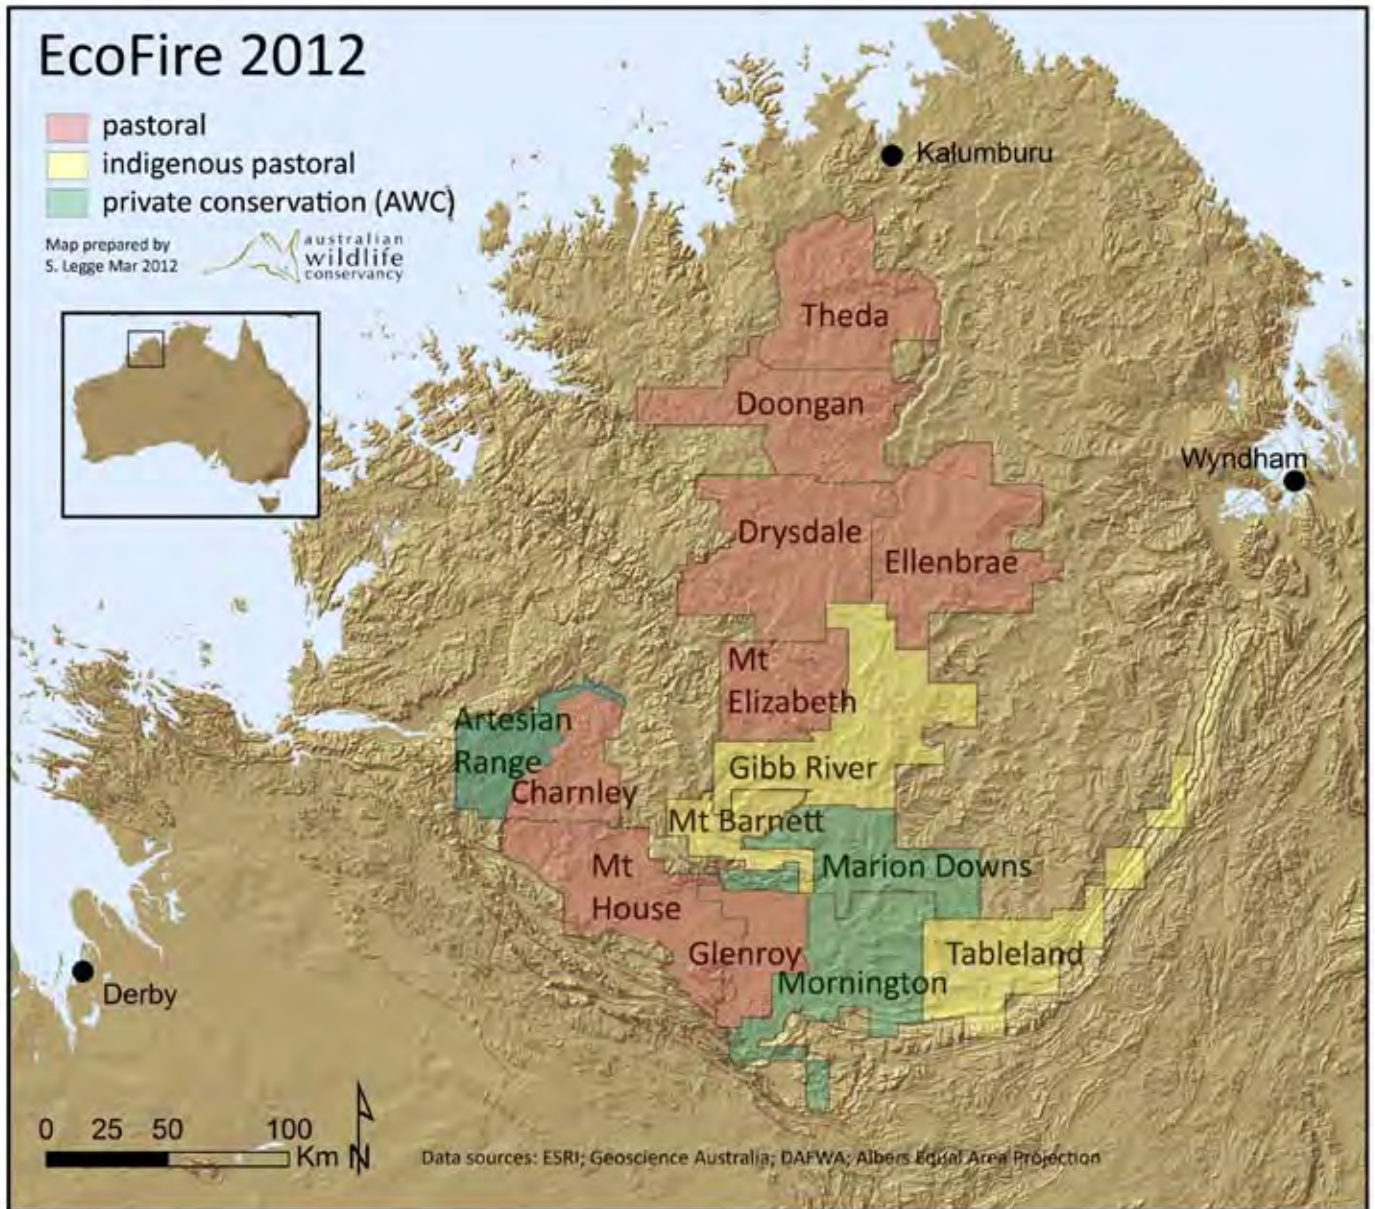 EcoFire 2012
pastoral
indigenous pastoral
private conservation (AWC)
Map prepared by
S. Legge Mar 2012
australian
wildlife
conservancy
Kalumburu
Theda
Doongan
Wyndham
Drysdale
Ellenbrae
Mt
Elizabeth
Artesian
Range
Charnley
Gibb River
Mt Barnett
Marion Downs
Mt
House
Glenroy
Tableland
Mornington
Derby
0 25 50 100
Km N
Data sources: ESRI; Geoscience Australia; DAFWA; Albers Equal Area Projection